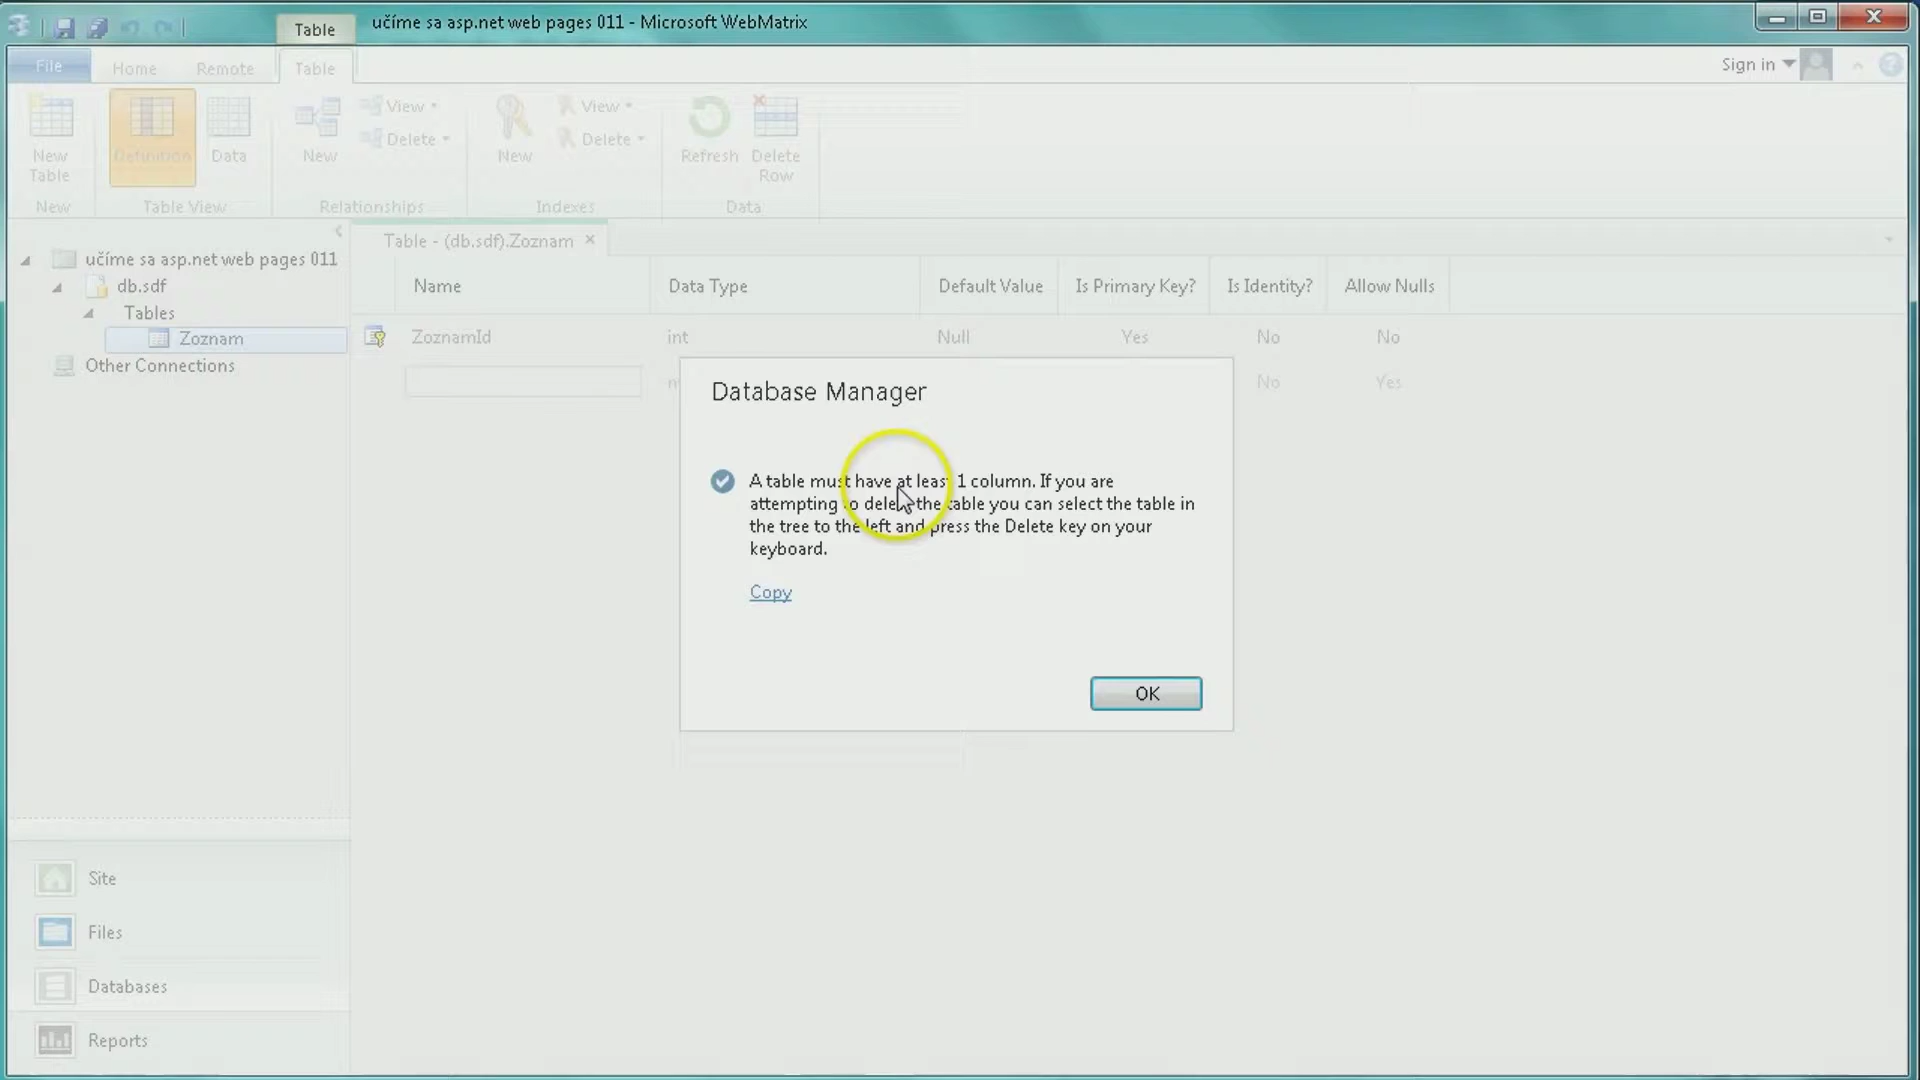 Table
učíme sa asp.net web pages 011 - Microsoft WebMatrix
File
Home
Remote
Table
Sign in
New Table
Definition
Data
New
View
Delete
New
View
Delete
Refresh
Delete Row
New
Table View
Relationships
Indexes
Data
učíme sa asp.net web pages 011
db.sdf
Tables
Zoznam
Other Connections
Table - (db.sdf).Zoznam
Name
Data Type
Default Value
Is Primary Key?
Is Identity?
Allow Nulls
ZoznamId
int
Null
Yes
No
No
No
Yes
Database Manager
A table must have at least 1 column. If you are
attempting to delete the table you can select the table in
the tree to the left and press the Delete key on your
keyboard.
Copy
OK
Site
Files
Databases
Reports